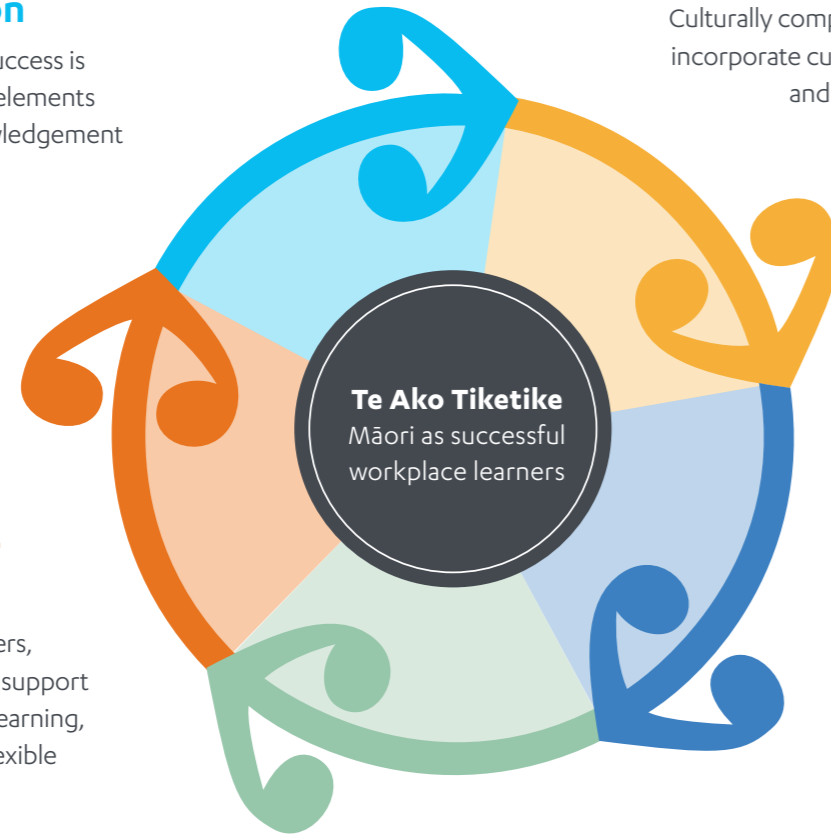 on
uccess is
elements
ledgement
Culturally comp
incorporate cu
and
Te Ako Tiketike
Māori as successful
workplace learners
ers,
support
earning,
exible